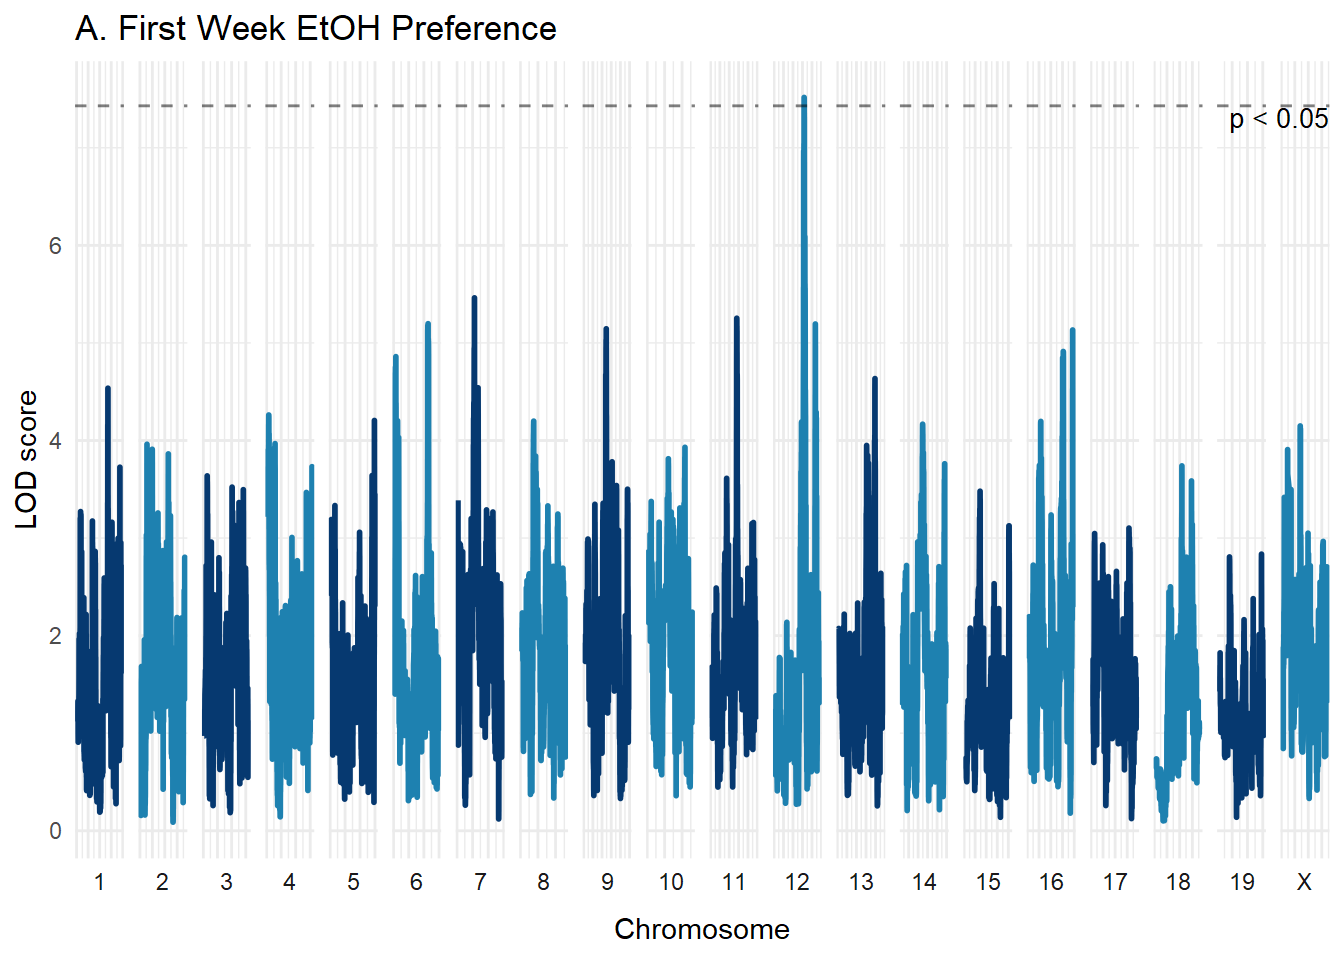 A. First Week EtOH Preference
p < 0.05
6
4
2
0
LOD score
1 2 3 4 5 6 7 8 9 10 11 12 13 14 15 16 17 18 19 X
Chromosome